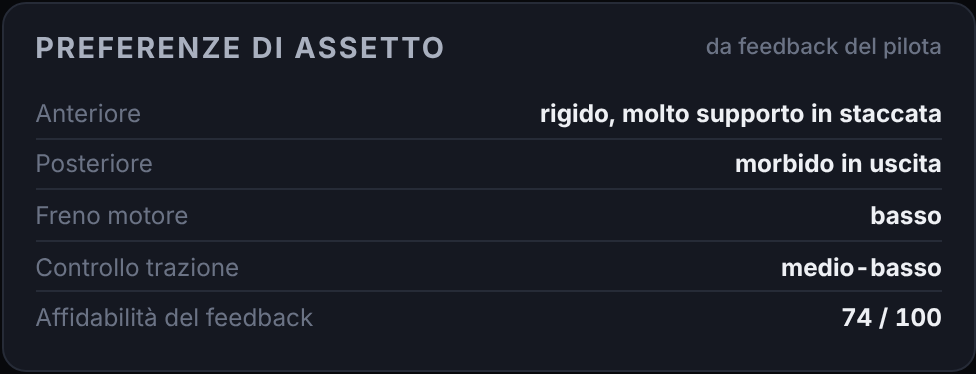 PREFERENZE DI ASSETTO da feedback del pilota
Anteriore rigido, molto supporto in staccata
Posteriore morbido in uscita
Freno motore basso
Controllo trazione medio-basso
Affidabilità del feedback 74 / 100